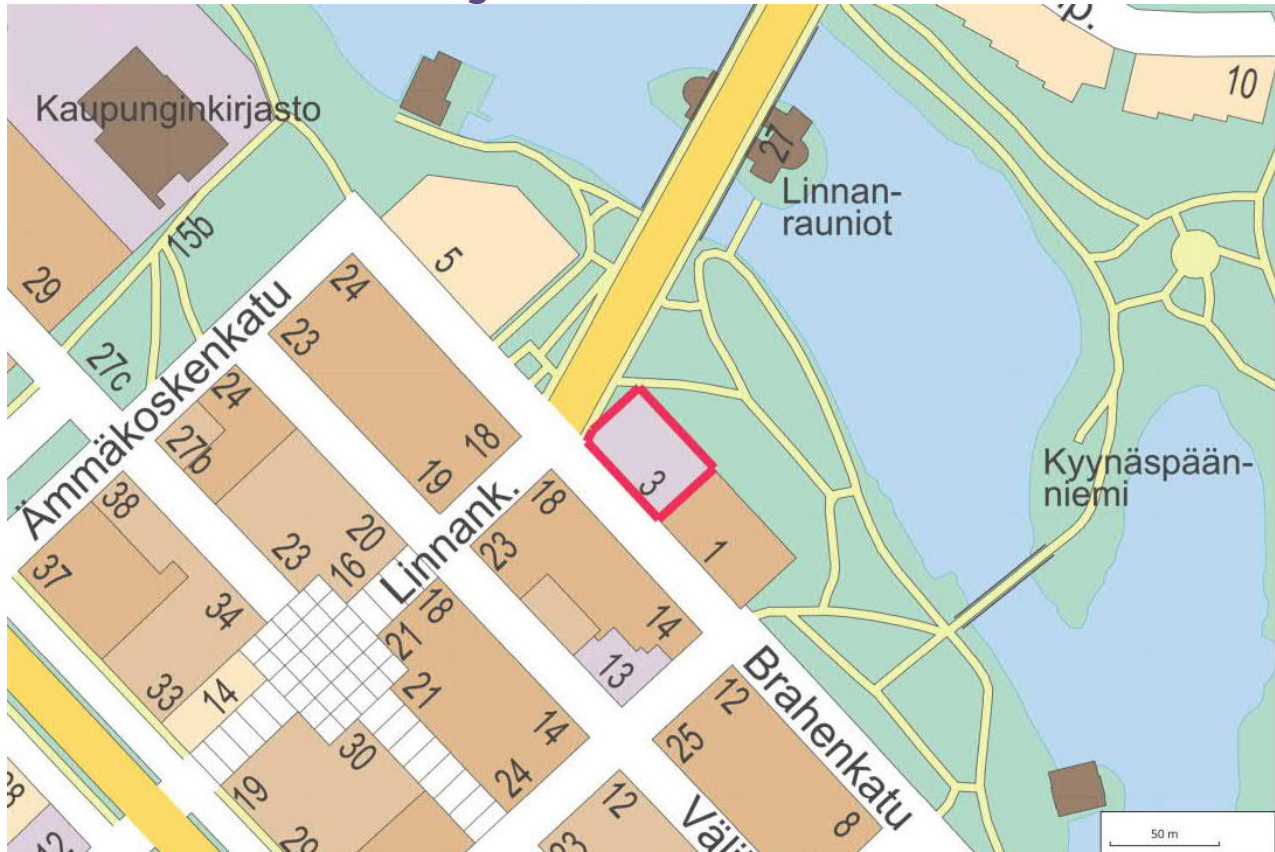 p.
10
Kaupunginkirjasto
27
Linnan-
rauniot
15b
5
29
24
23
27c
Ämmäkoskenkatu
24
27b
18
19
3
Kyynäspään-
niemi
38
Linnank.
18
23
20
16
23
1
37
34
18
21
14
13
33
14
21
Brahenkatu
12
25
14
30
24
19
12
8
50 m
12